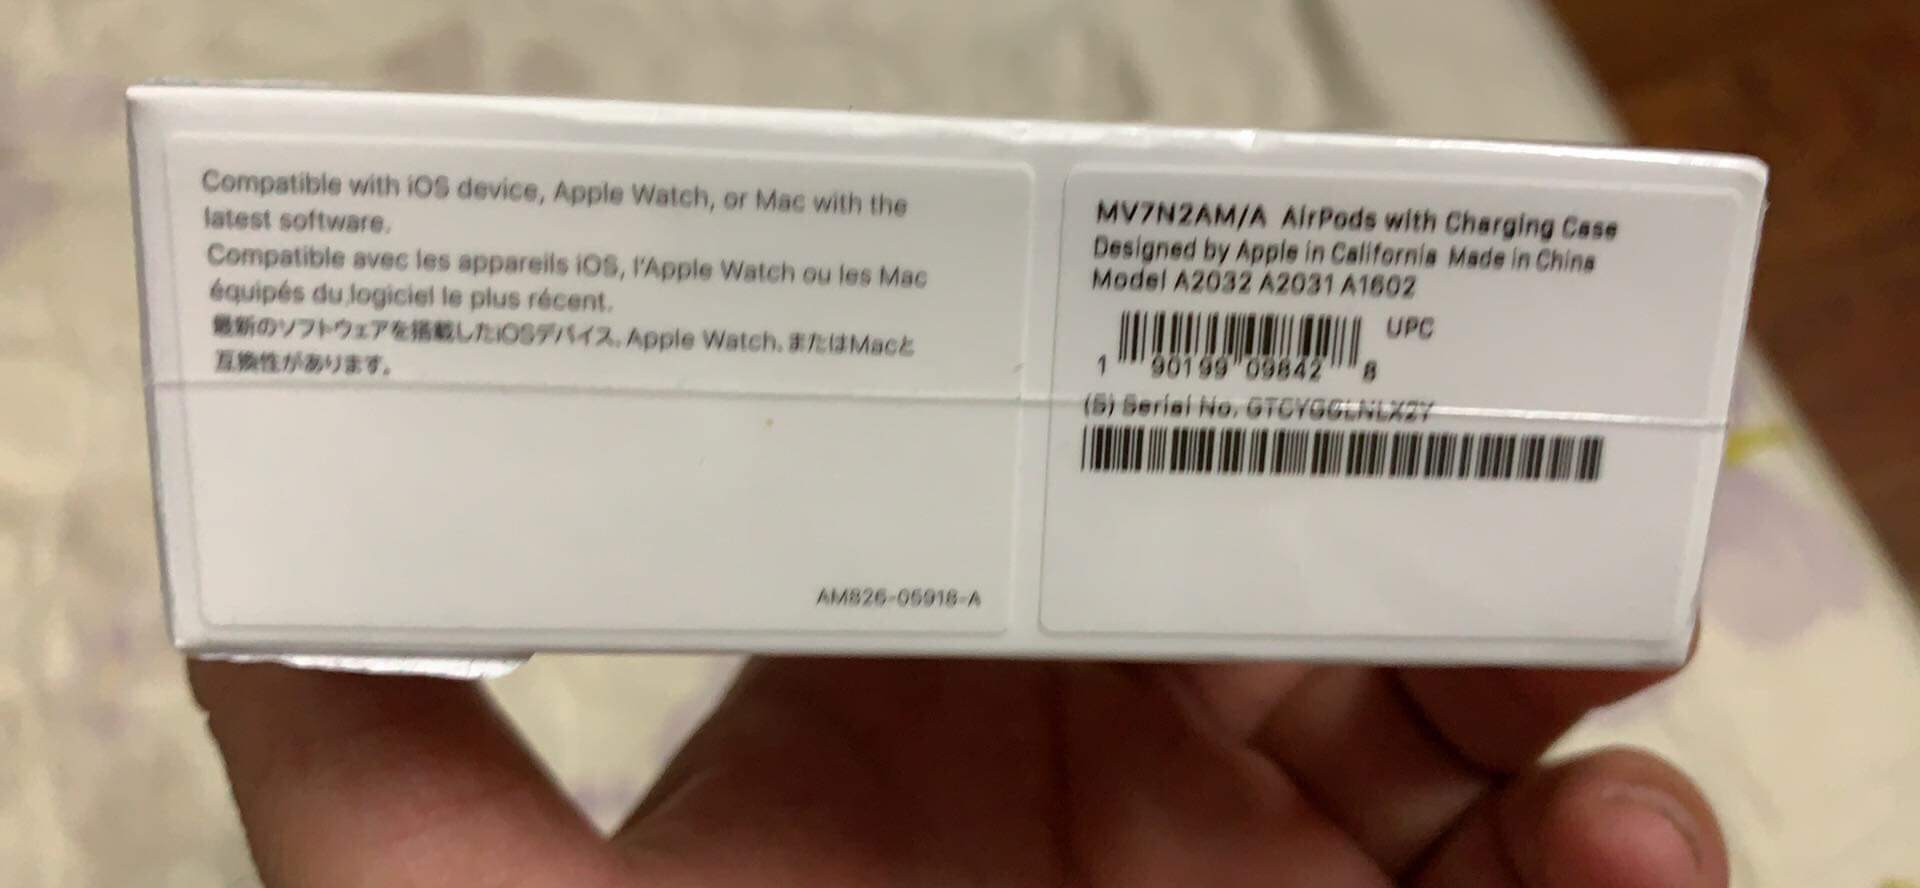 Compatible with iOS device, Apple Watch, or Mac with the
latest software.
Compatible avec les appareils iOS, l'Apple Watch ou les Mac
équipés du logiciel le plus récent.
最新のソフトウェアを搭載したiOSデバイス、Apple Watch、またはMacと
互換性があります。
AM826-05918-A
MV7N2AM/A AirPods with Charging Case
Designed by Apple in California Made in China
Model A2032 A2031 A1602
UPC
1 90199 09842 8
(S) Serial No.